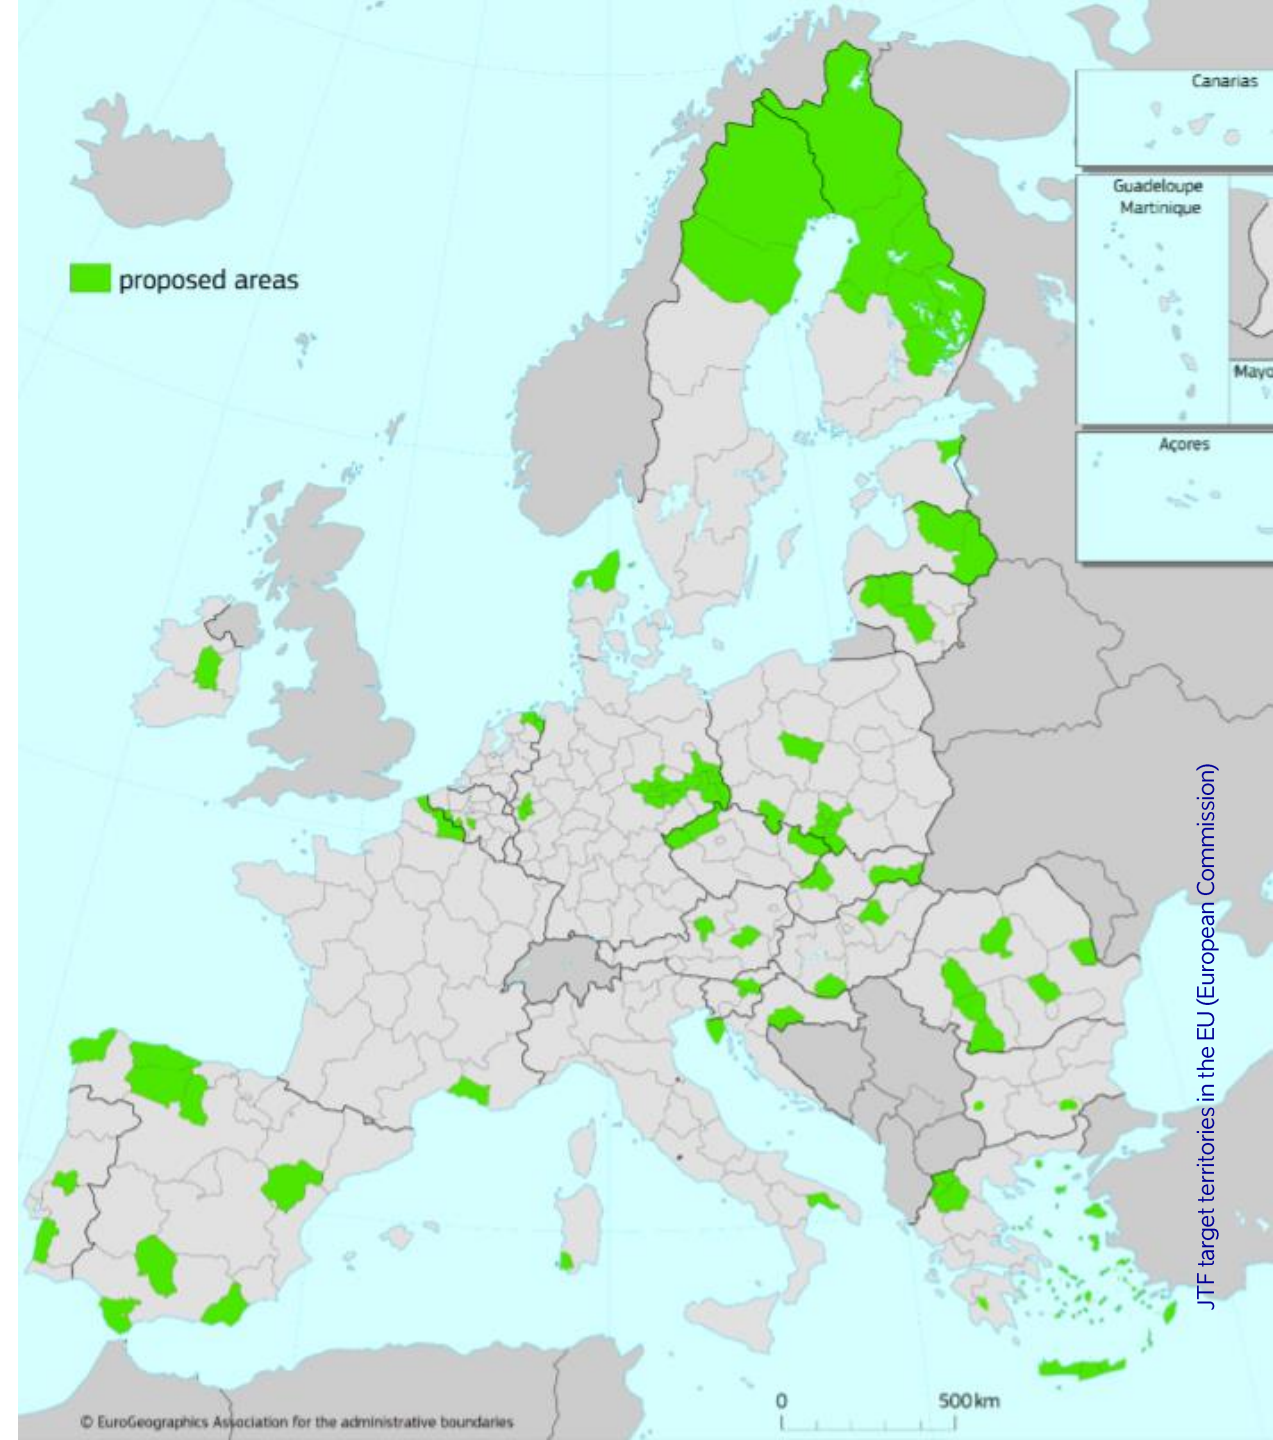 Canarias
Guadeloupe
Martinique
proposed areas
Açores
JTF target territories in the EU (European Commission)
0 500 km
© EuroGeographics Association for the administrative boundaries